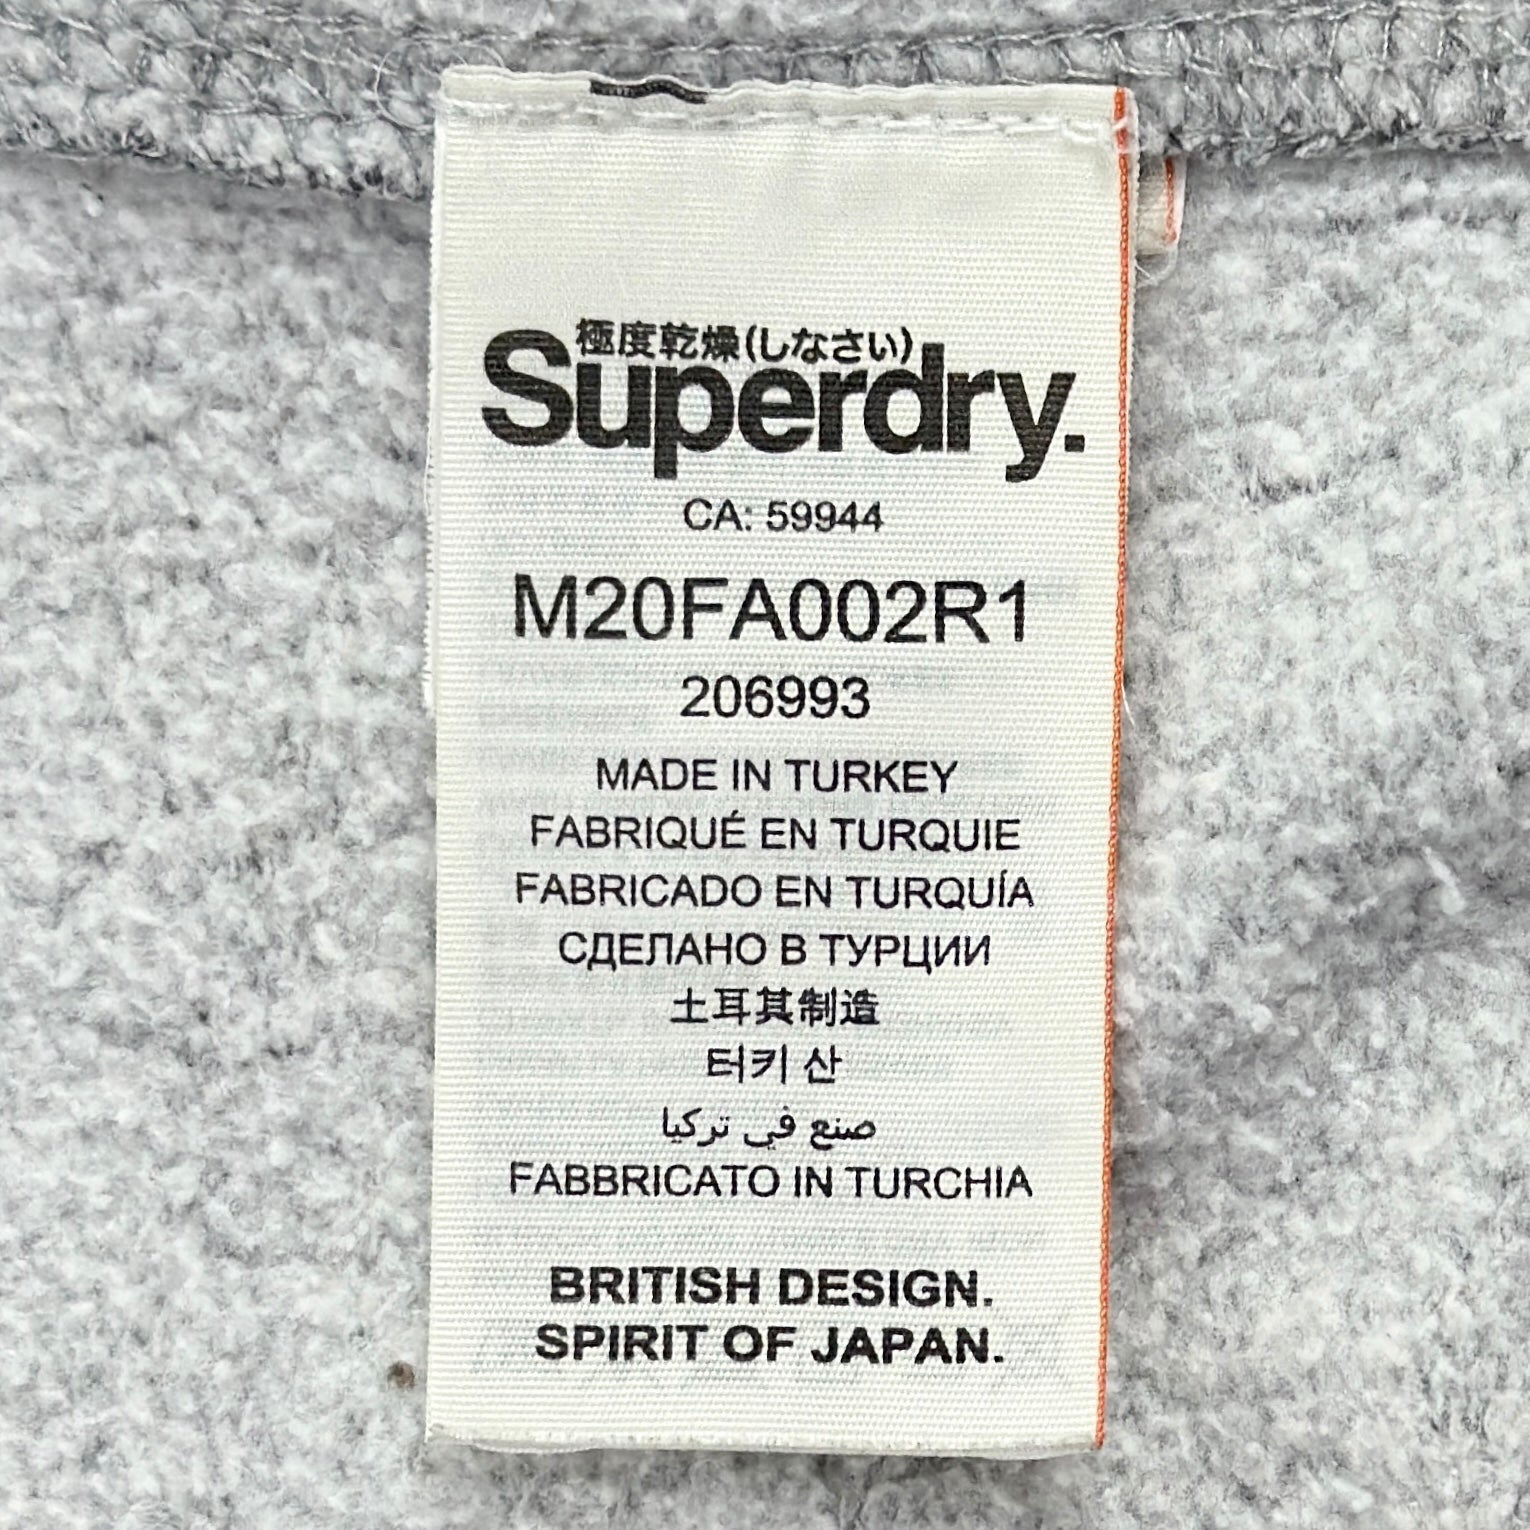 極度乾燥(しなさい)
Superdry.
CA: 59944
M20FA002R1
206993
MADE IN TURKEY
FABRIQUÉ EN TURQUIE
FABRICADO EN TURQUÍA
СДЕЛАНО В ТУРЦИИ
土耳其制造
터키 산
صنع في تركيا
FABBRICATO IN TURCHIA
BRITISH DESIGN.
SPIRIT OF JAPAN.